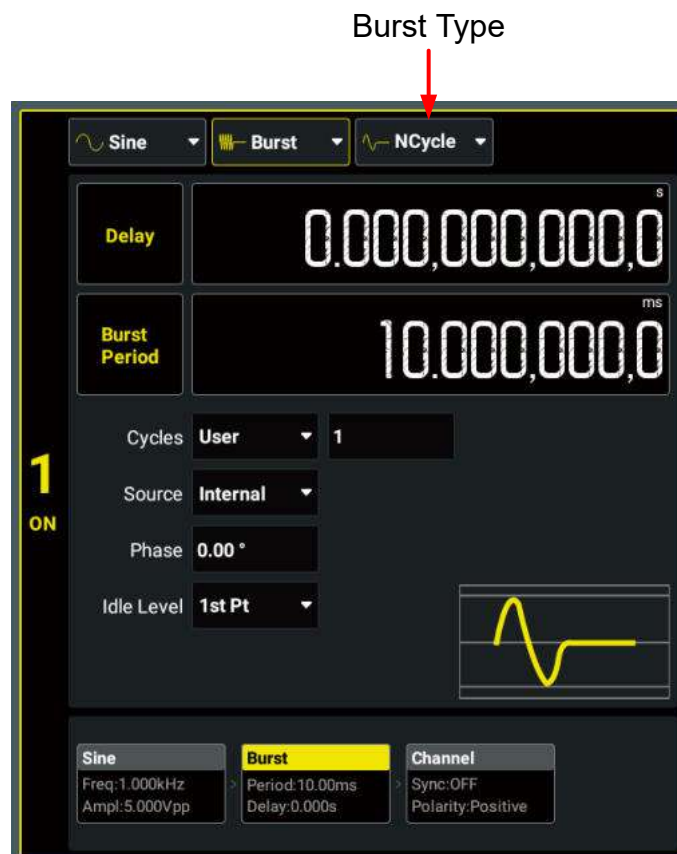 Burst Type
Sine Burst NCycle
s
Delay 0.000,000,000,0
ms
Burst Period 10.000,000,0
Cycles User 1
1
Source Internal
ON
Phase 0.00 °
Idle Level 1st Pt
Sine Burst Channel
Freq:1.000kHz Period:10.00ms Sync:OFF
Ampl:5.000Vpp Delay:0.000s Polarity:Positive